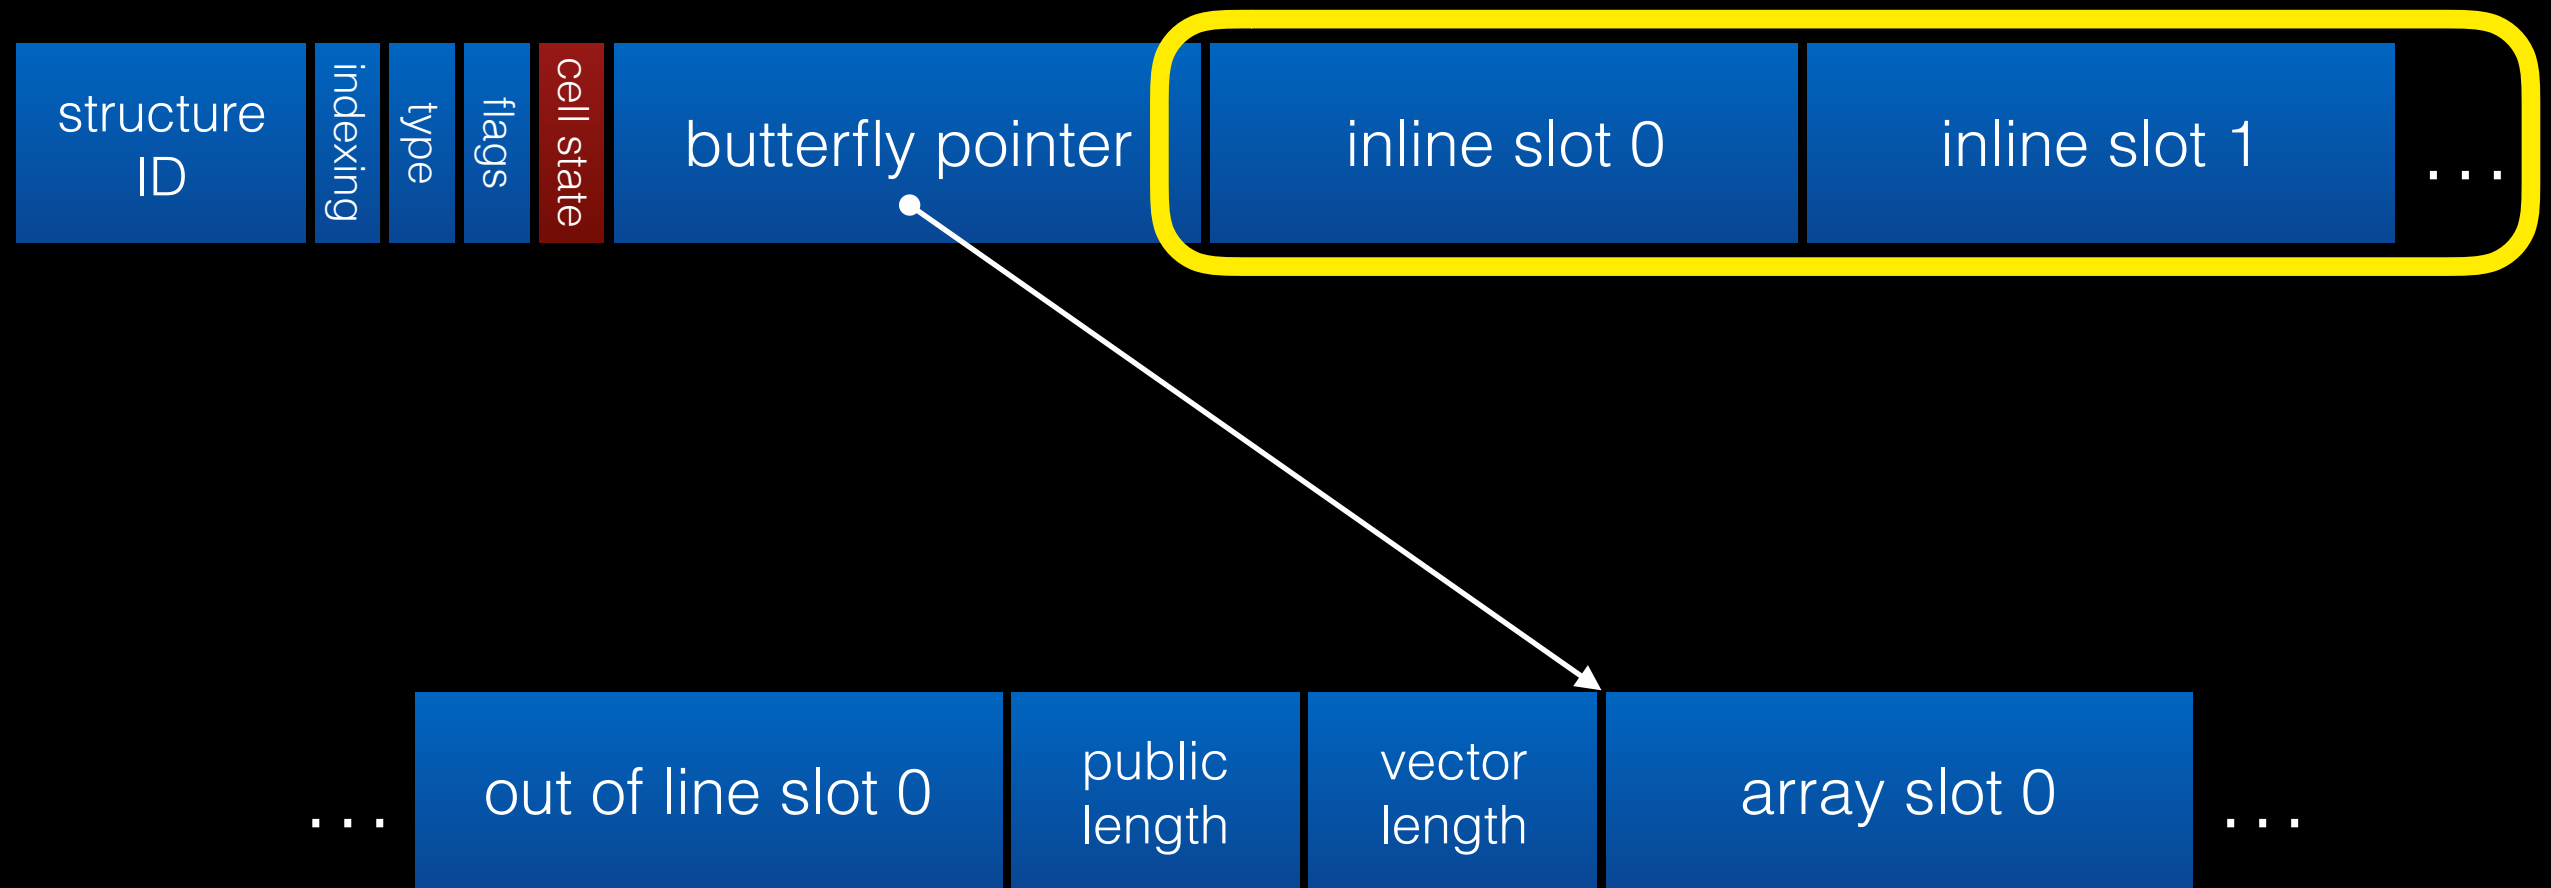 structure
ID
indexing
type
flags
cell state
butterfly pointer
inline slot 0
inline slot 1
...
...
out of line slot 0
public
length
vector
length
array slot 0
...